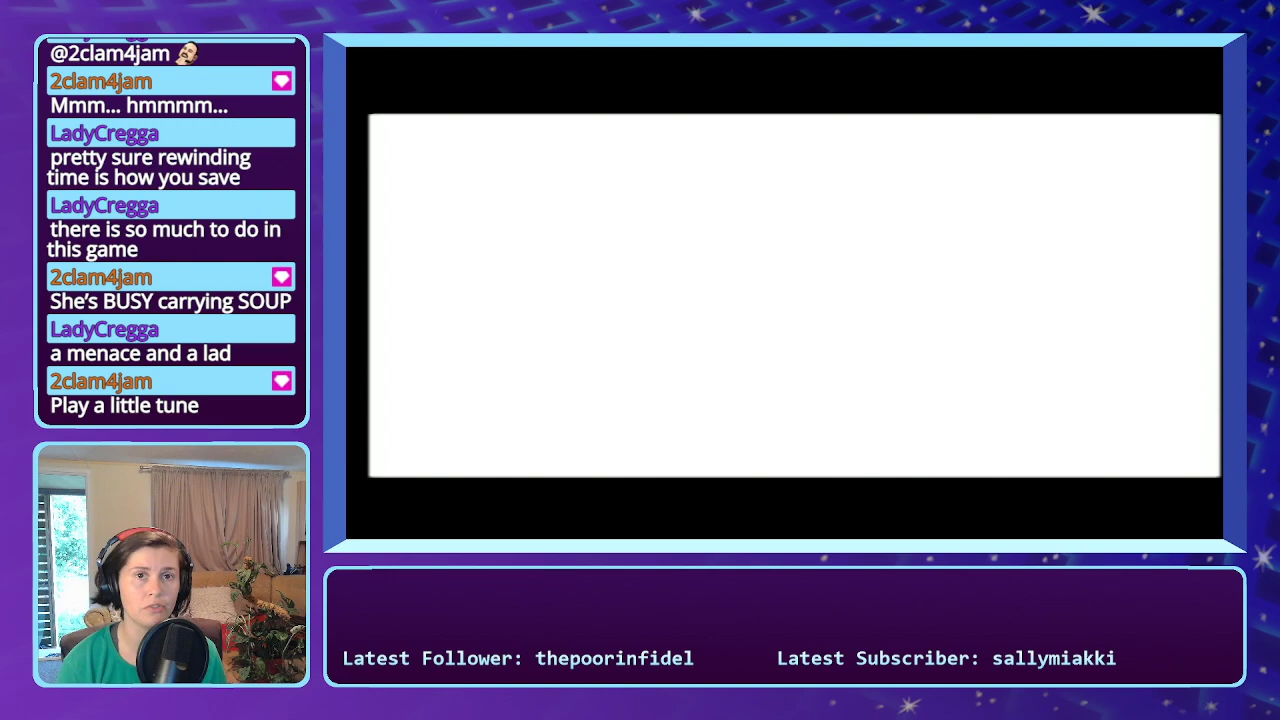 @2clam4jam
2clam4jam
Mmm... hmmmm...
LadyCregga
pretty sure rewinding
time is how you save
LadyCregga
there is so much to do in
this game
2clam4jam
She's BUSY carrying SOUP
LadyCregga
a menace and a lad
2clam4jam
Play a little tune
Latest Follower: thepoorinfidel
Latest Subscriber: sallymiakki